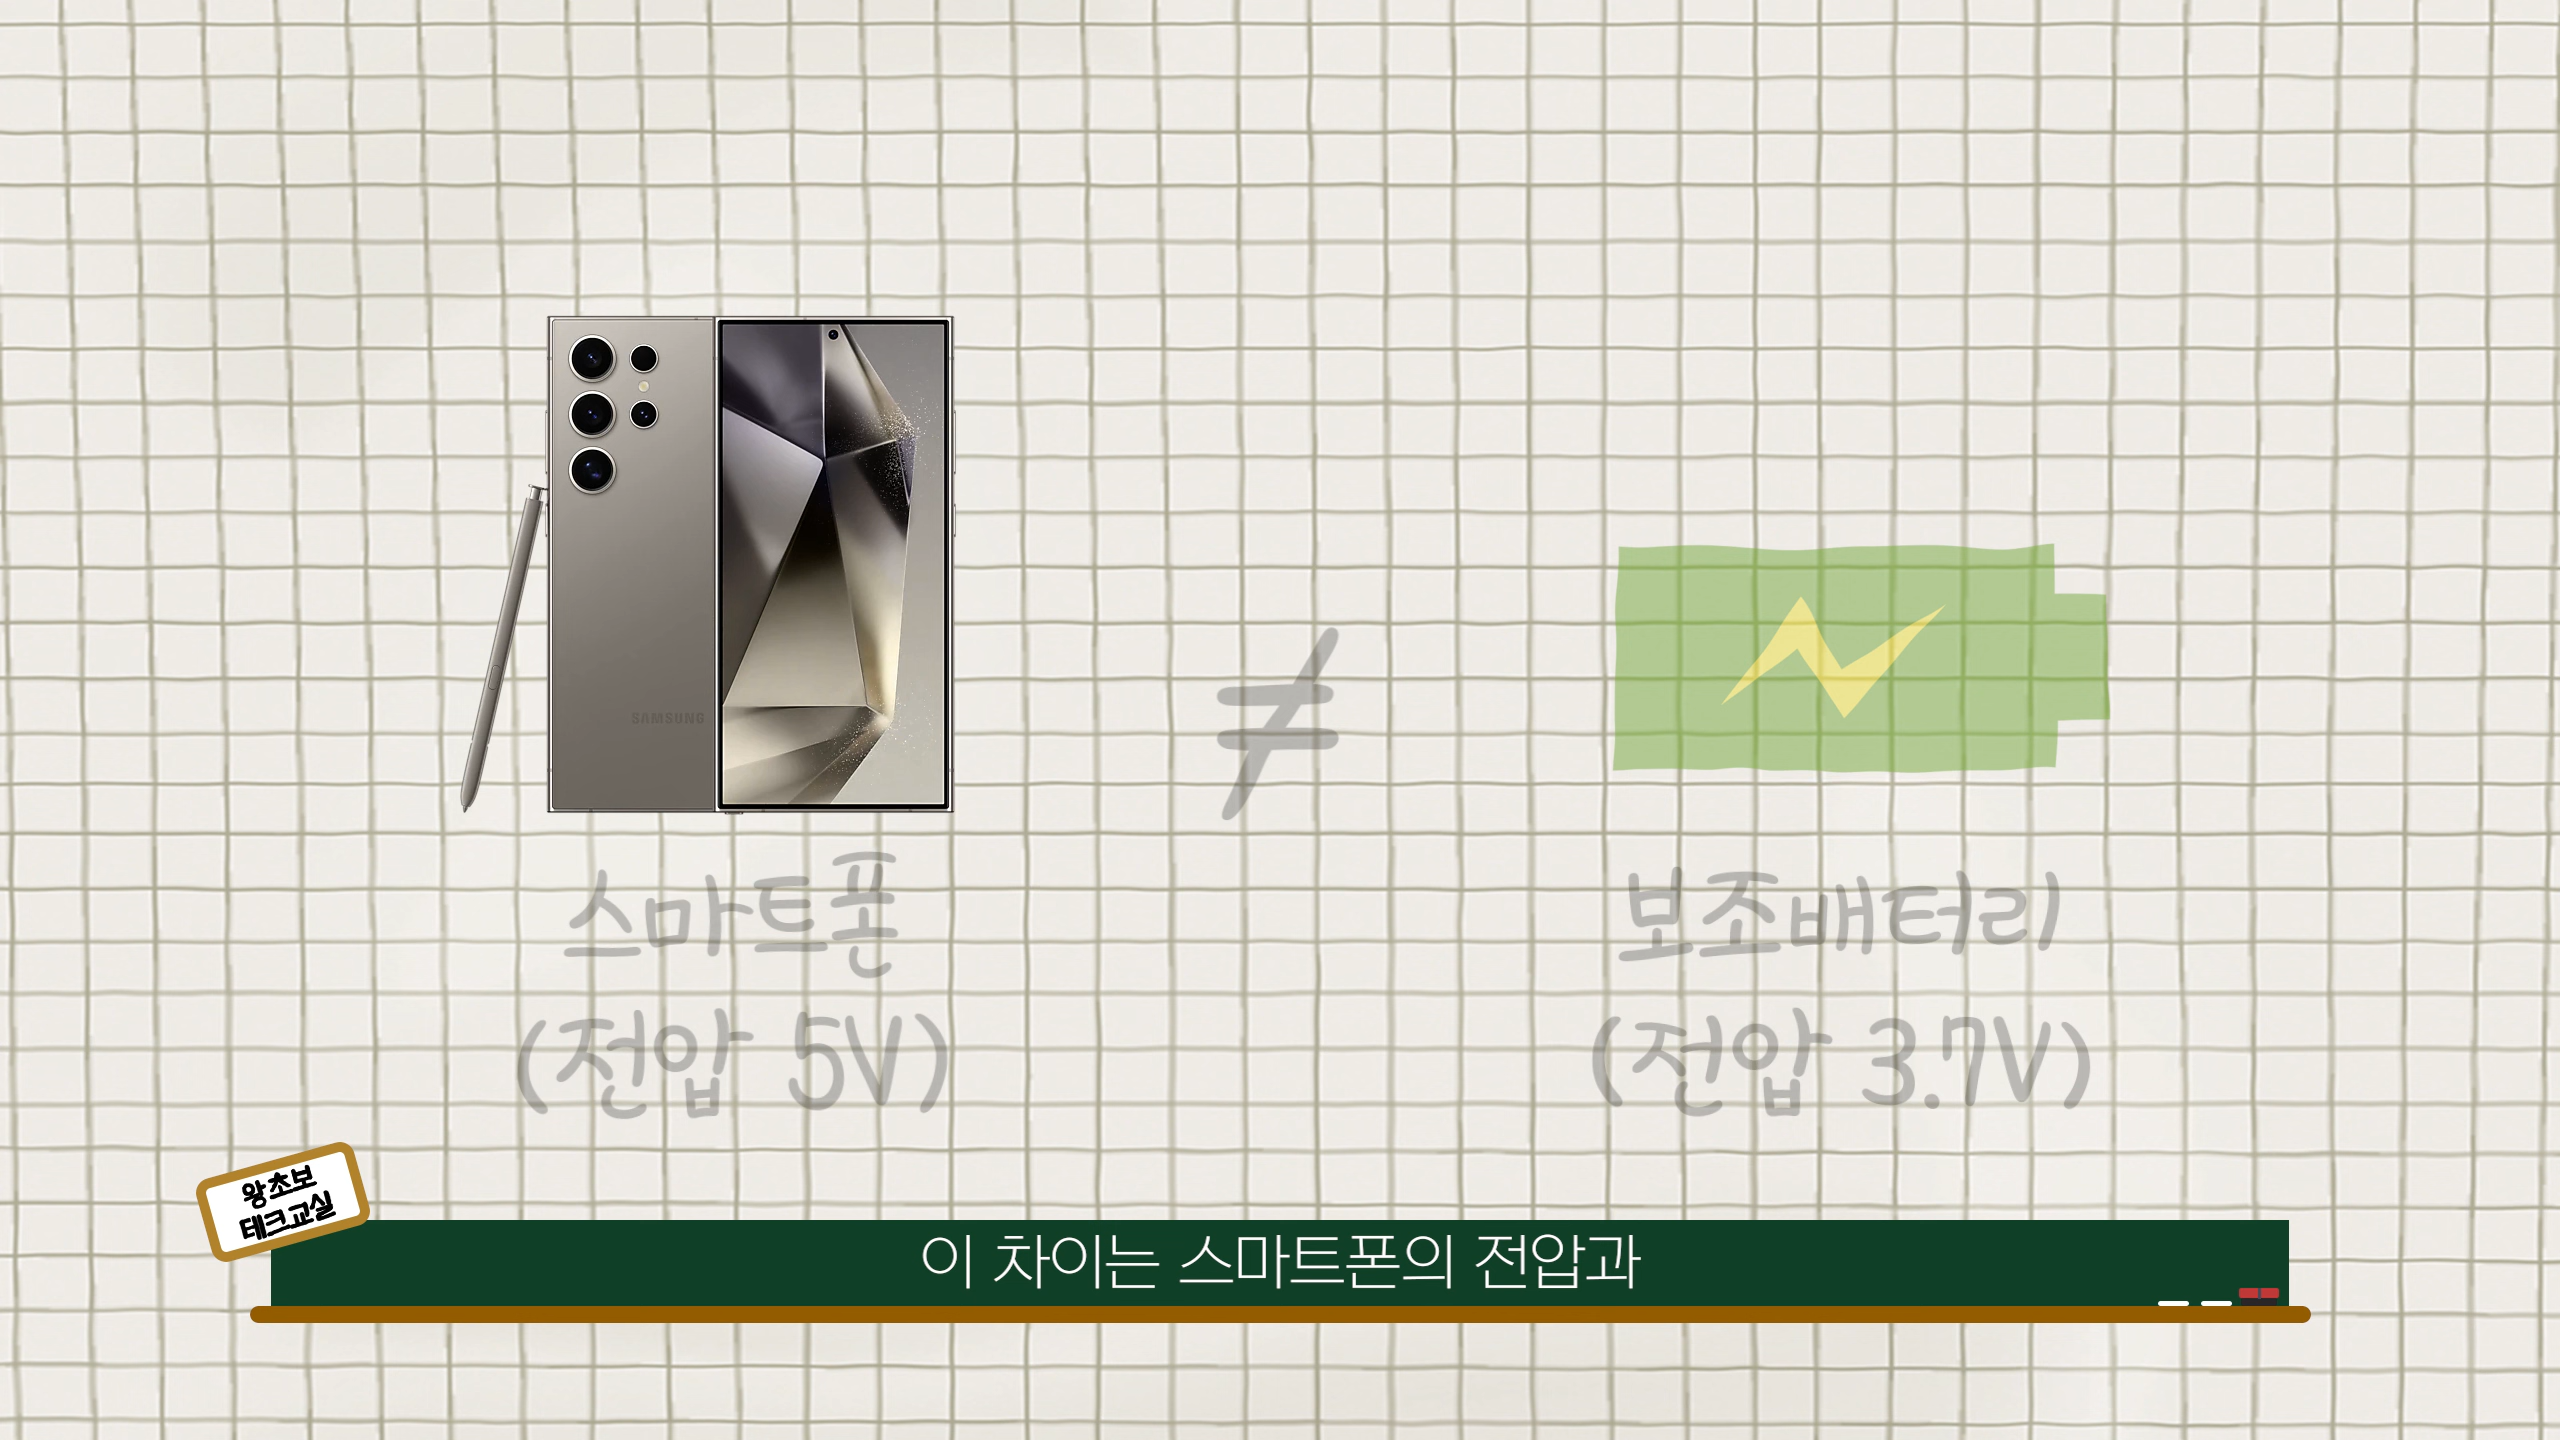 SAMSUNG
≠
스마트폰
(전압 5V)
보조배터리
(전압 3.7V)
왕초보
테크교실
이 차이는 스마트폰의 전압과